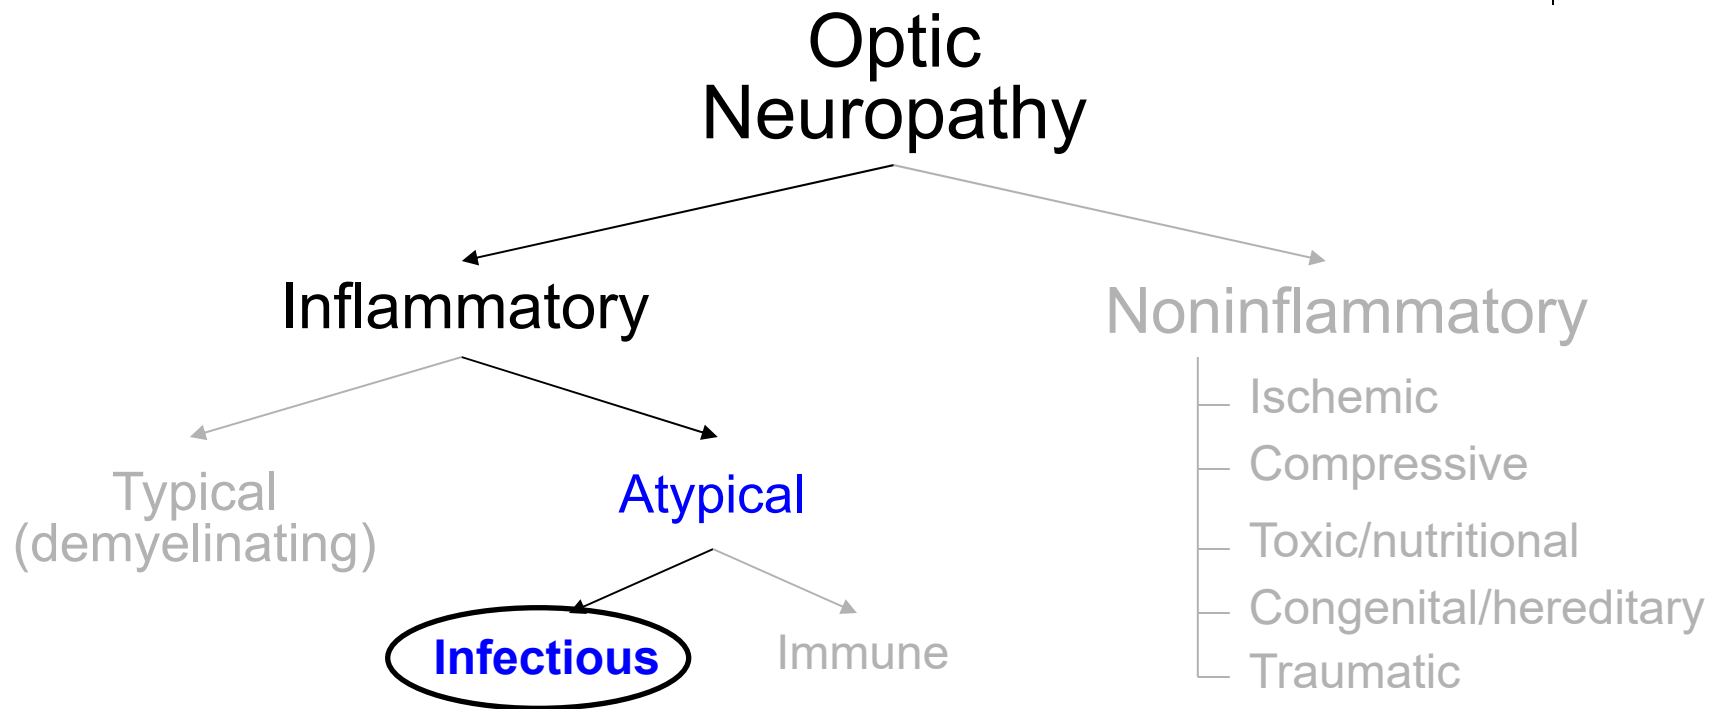 Optic
Neuropathy
Inflammatory
Noninflammatory
Typical
(demyelinating)
Atypical
Infectious
Immune
Ischemic
Compressive
Toxic/nutritional
Congenital/hereditary
Traumatic